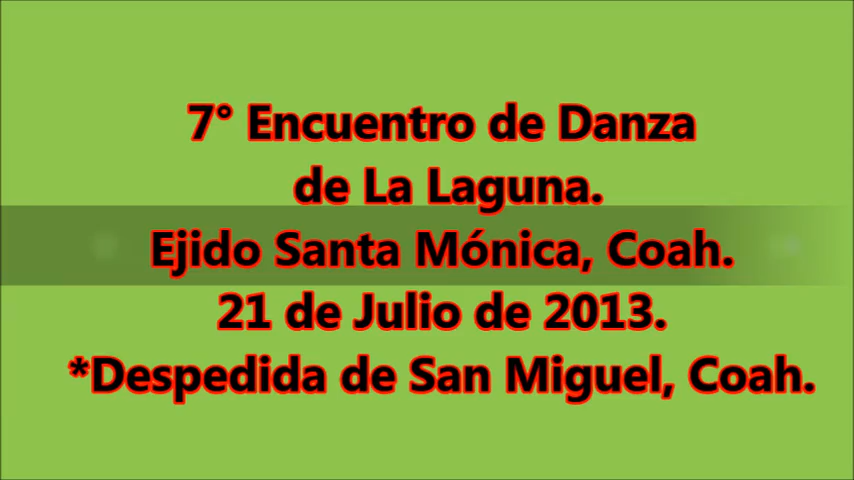 7° Encuentro de Danza
de La Laguna.
Ejido Santa Mónica, Coah.
21 de Julio de 2013.
*Despedida de San Miguel, Coah.